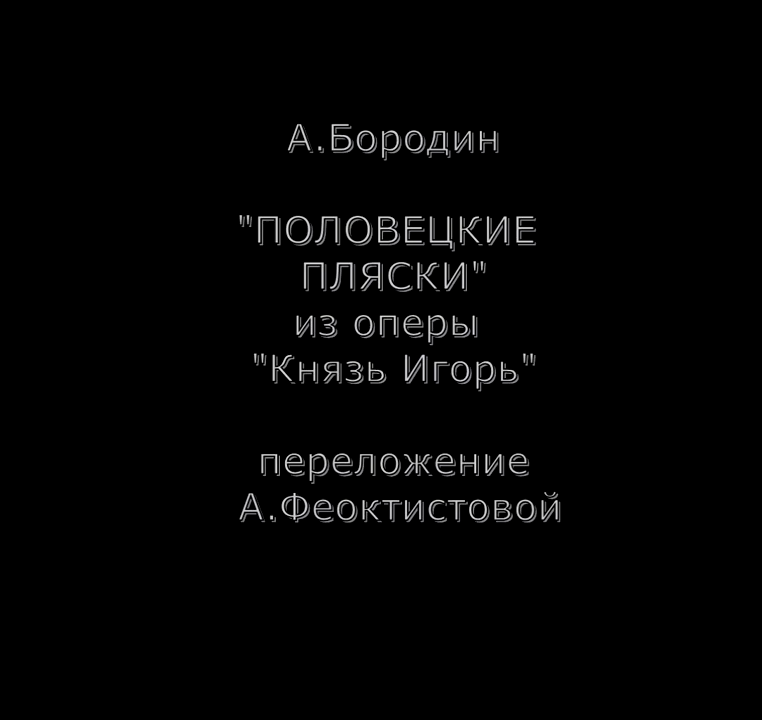 А.Бородин
"ПОЛОВЕЦКИЕ
ПЛЯСКИ"
из оперы
"Князь Игорь"
переложение
А.Феоктистовой